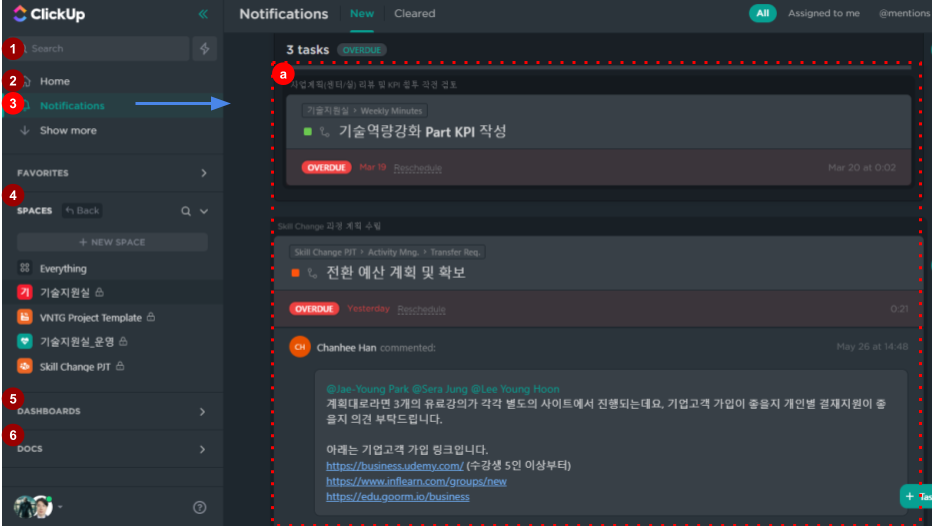 ClickUp
Notifications New Cleared All Assigned to me @mentions
1 Search
3 tasks OVERDUE
a
2 Home
사업계획(센터/실) 리뷰 및 KPI 침투 각견 검토
3 Notifications
기술지원실 > Weekly Minutes
Show more
기술역량강화 Part KPI 작성
OVERDUE Mar 19 Reschedule Mar 20 at 0:02
FAVORITES
4
SPACES Back
Skill Change 과정 계획 수립
+ NEW SPACE
Skill Change PJT > Activity Mng. > Transfer Req.
Everything
전환 예산 계획 및 확보
기 기술지원실
OVERDUE Yesterday Reschedule 0:21
VNTG Project Template
기술지원실_운영
CH Chanhee Han commented: May 26 at 14:48
Skill Change PJT
@Jae-Young Park @Sera Jung @Lee Young Hoon
계획대로라면 3개의 유료강의가 각각 별도의 사이트에서 진행되는데요, 기업고객 가입이 좋을지 개인별 결재지원이 좋
을지 의견 부탁드립니다.
5
DASHBOARDS
6
DOCS
아래는 기업고객 가입 링크입니다.
https://business.udemy.com/ (수강생 5인 이상부터)
https://www.inflearn.com/groups/new
https://edu.goorm.io/business
+ Tas